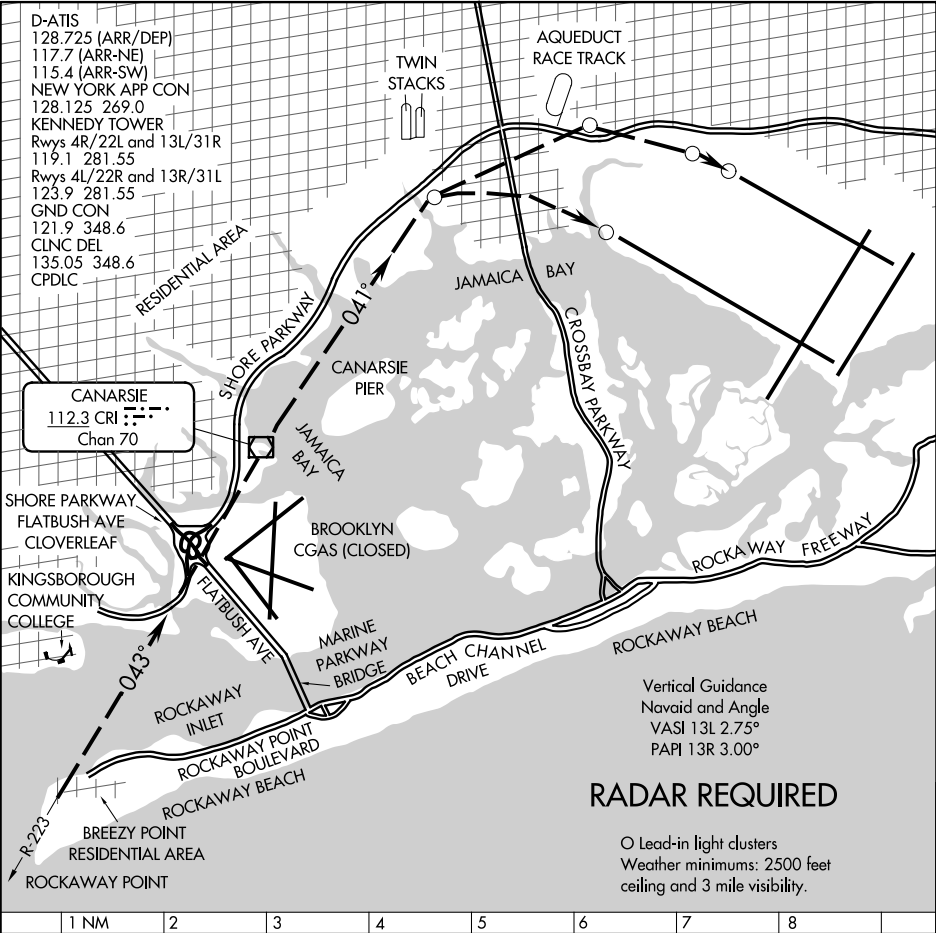 D-ATIS
128.725 (ARR/DEP)
117.7 (ARR-NE)
115.4 (ARR-SW)
NEW YORK APP CON
128.125 269.0
KENNEDY TOWER
Rwys 4R/22L and 13L/31R
119.1 281.55
Rwys 4L/22R and 13R/31L
123.9 281.55
GND CON
121.9 348.6
CLNC DEL
135.05 348.6
CPDLC
TWIN
STACKS
AQUEDUCT
RACE TRACK
RESIDENTIAL AREA
SHORE PARKWAY
041°
JAMAICA BAY
CROSSBAY PARKWAY
CANARSIE
PIER
CANARSIE
112.3 CRI
Chan 70
JAMAICA
BAY
SHORE PARKWAY
FLATBUSH AVE
CLOVERLEAF
BROOKLYN
CGAS (CLOSED)
KINGSBOROUGH
COMMUNITY
COLLEGE
FLATBUSH AVE
043°
MARINE
PARKWAY
BRIDGE
BEACH CHANNEL
DRIVE
ROCKAWAY FREEWAY
ROCKAWAY BEACH
ROCKAWAY
INLET
ROCKAWAY POINT
BOULEVARD
ROCKAWAY BEACH
R-223
BREEZY POINT
RESIDENTIAL AREA
ROCKAWAY POINT
Vertical Guidance
Navaid and Angle
VASI 13L 2.75°
PAPI 13R 3.00°
RADAR REQUIRED
O Lead-in light clusters
Weather minimums: 2500 feet
ceiling and 3 mile visibility.
1 NM 2 3 4 5 6 7 8